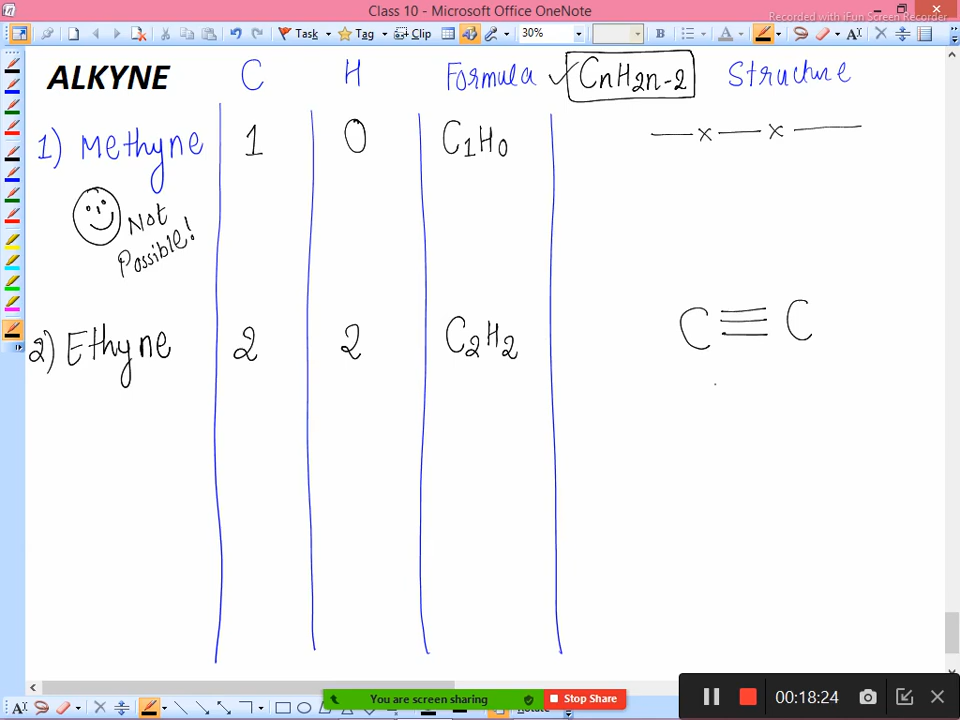 Class 10 - Microsoft Office OneNote
Recorded with iFun Screen Recorder
Task Tag Clip 30% B A A
ALKYNE C H Formula ✓ CnH2n-2 Structure
1) Methyne 1 0 C1H0 —x—x—
Not
Possible!
2) Ethyne 2 2 C2H2 C≡C
You are screen sharing Stop Share
Rotate
00:18:24